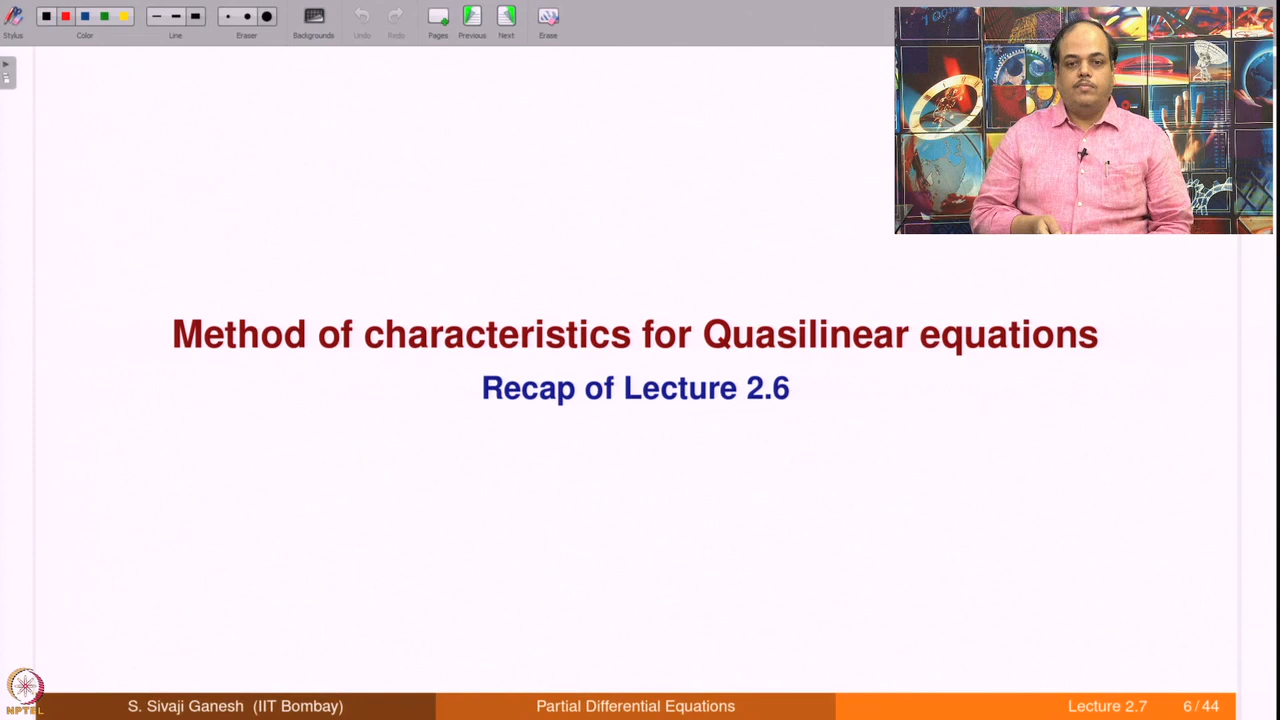 Stylus
Color
Line
Eraser
Backgrounds
Undo
Redo
Pages
Previous
Next
Erase
Method of characteristics for Quasilinear equations
Recap of Lecture 2.6
NPTEL
S. Sivaji Ganesh (IIT Bombay)
Partial Differential Equations
Lecture 2.7
6 / 44